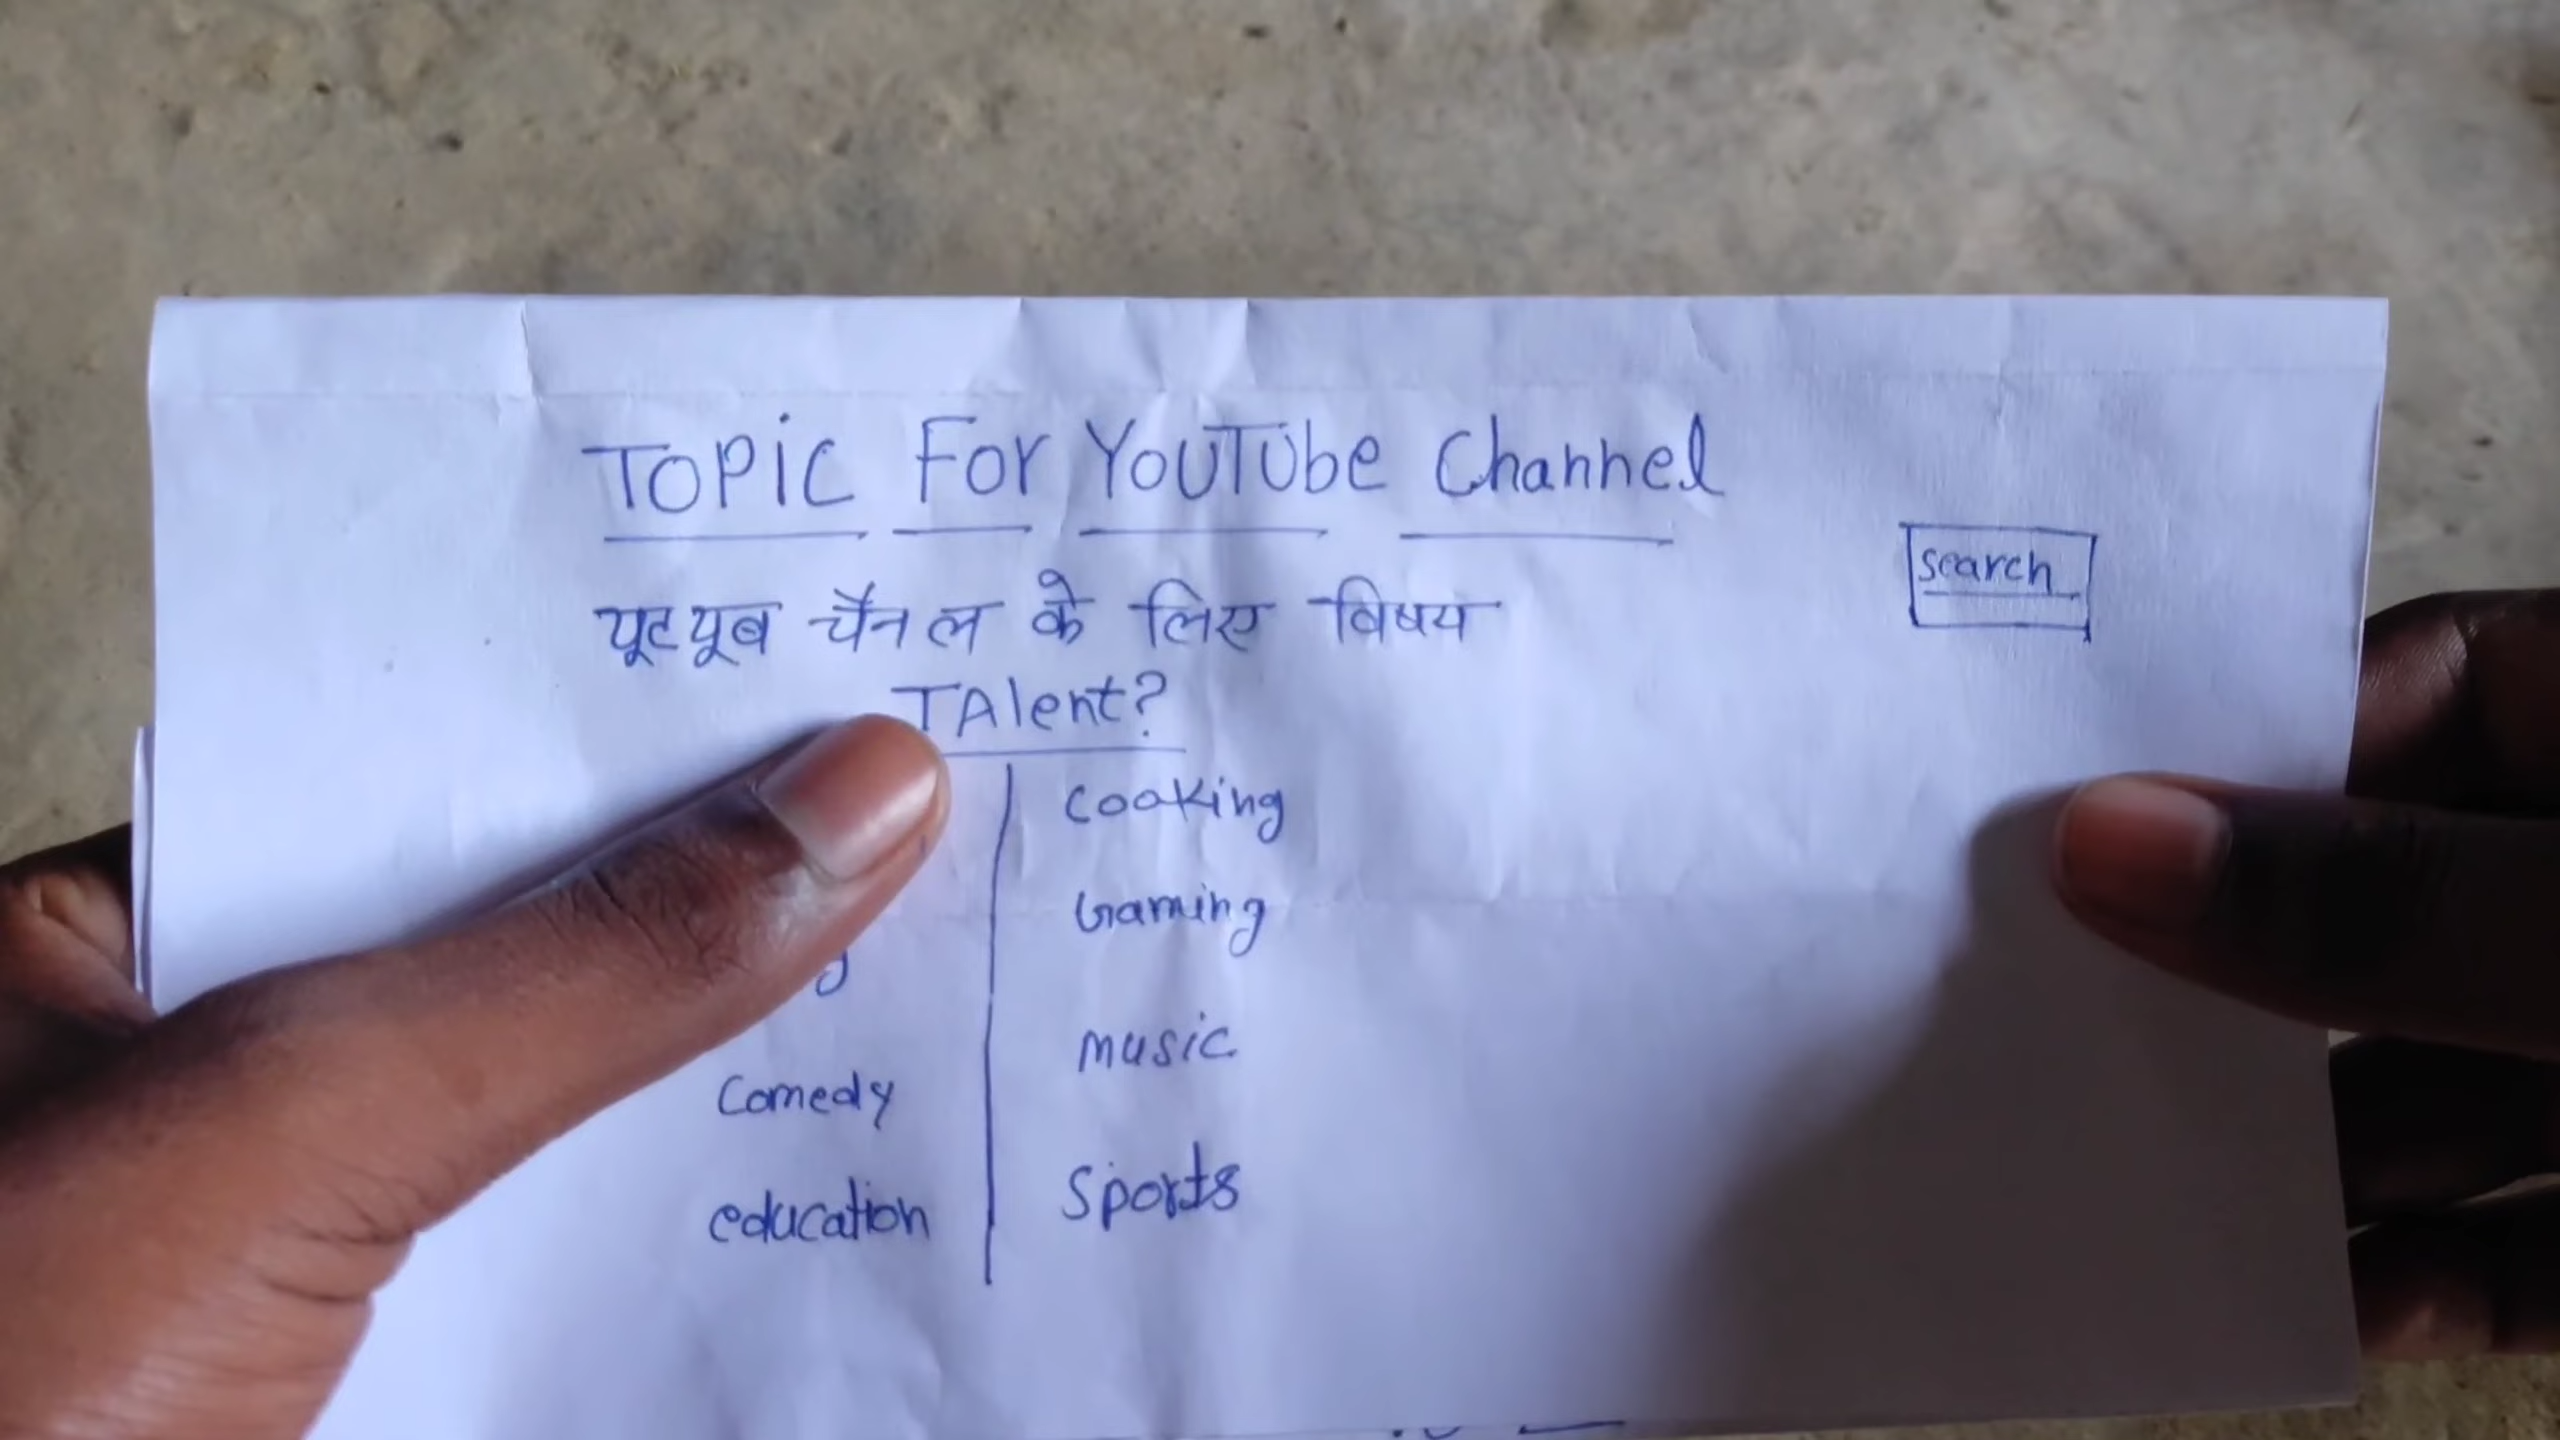 TOPIC For YouTube Channel
search
यूट्यूब चैनल के लिए विषय
TAlent?
Cooking
Gaming
music
Comedy
Sports
education